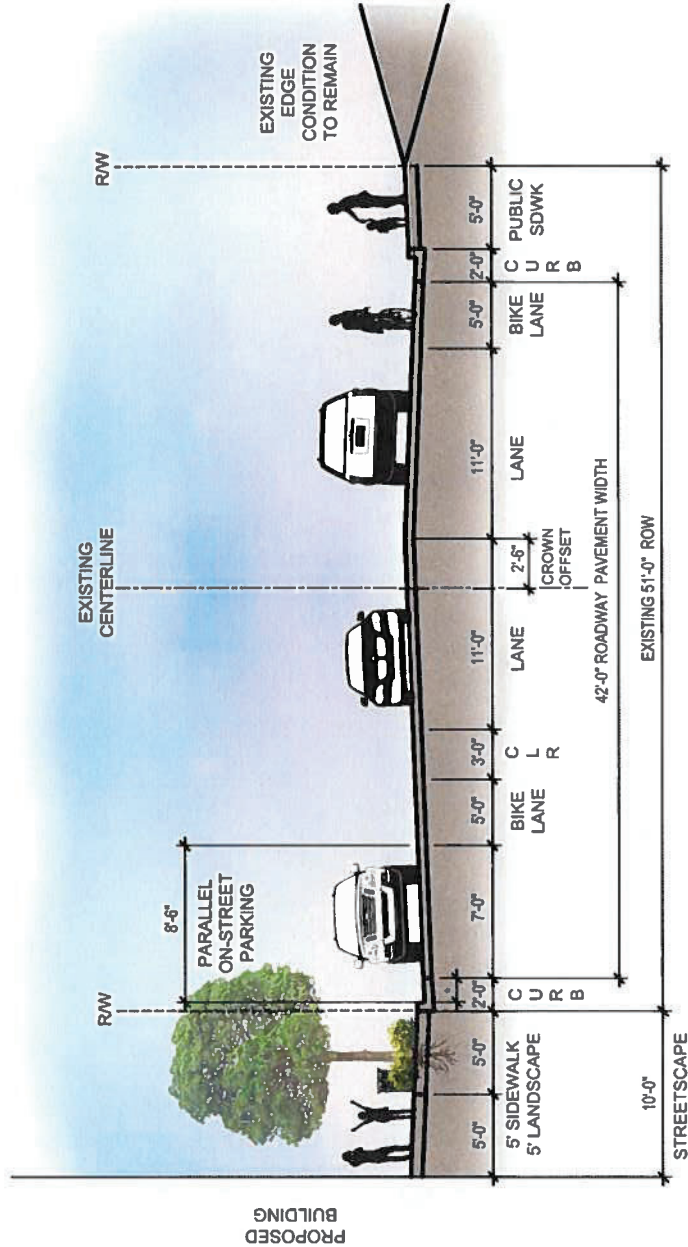 PROPOSED
BUILDING
R/W
8'-6"
PARALLEL
ON-STREET
PARKING
EXISTING
CENTERLINE
R/W
EXISTING
EDGE
CONDITION
TO REMAIN
5'-0"
5'-0"
2'-0"
7'-0"
5'-0"
3'-0"
11'-0"
2'-6"
11'-0"
5'-0"
2'-0"
5'-0"
5' SIDEWALK
5' LANDSCAPE
C
U
R
B
BIKE
LANE
C
L
R
LANE
CROWN
OFFSET
LANE
BIKE
LANE
C
U
R
B
PUBLIC
SDWK
42'-0" ROADWAY PAVEMENT WIDTH
10'-0"
EXISTING 51'-0" ROW
STREETSCAPE